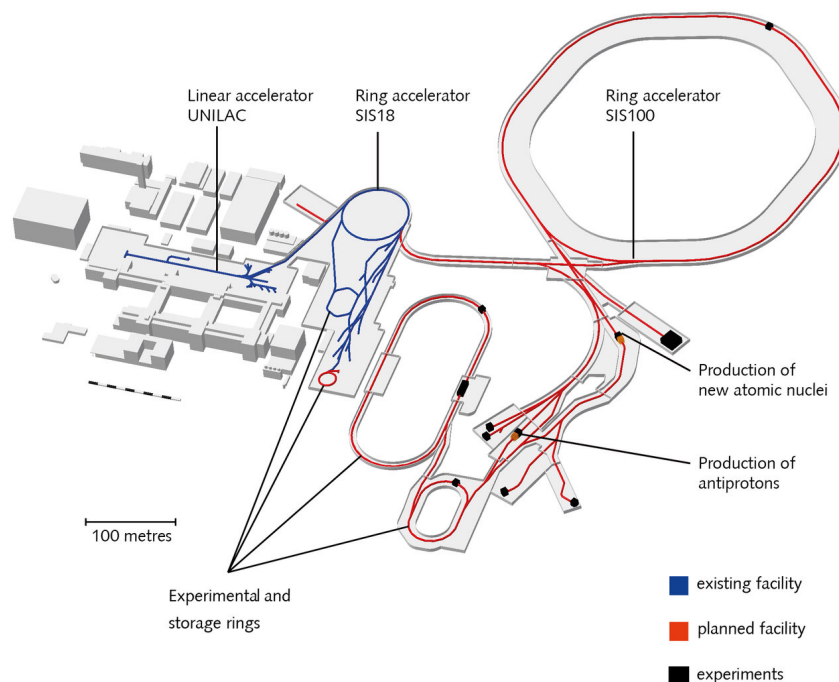 Linear accelerator
UNILAC
Ring accelerator
SIS18
Ring accelerator
SIS100
Production of
new atomic nuclei
Production of
antiprotons
100 metres
Experimental and
storage rings
existing facility
planned facility
experiments